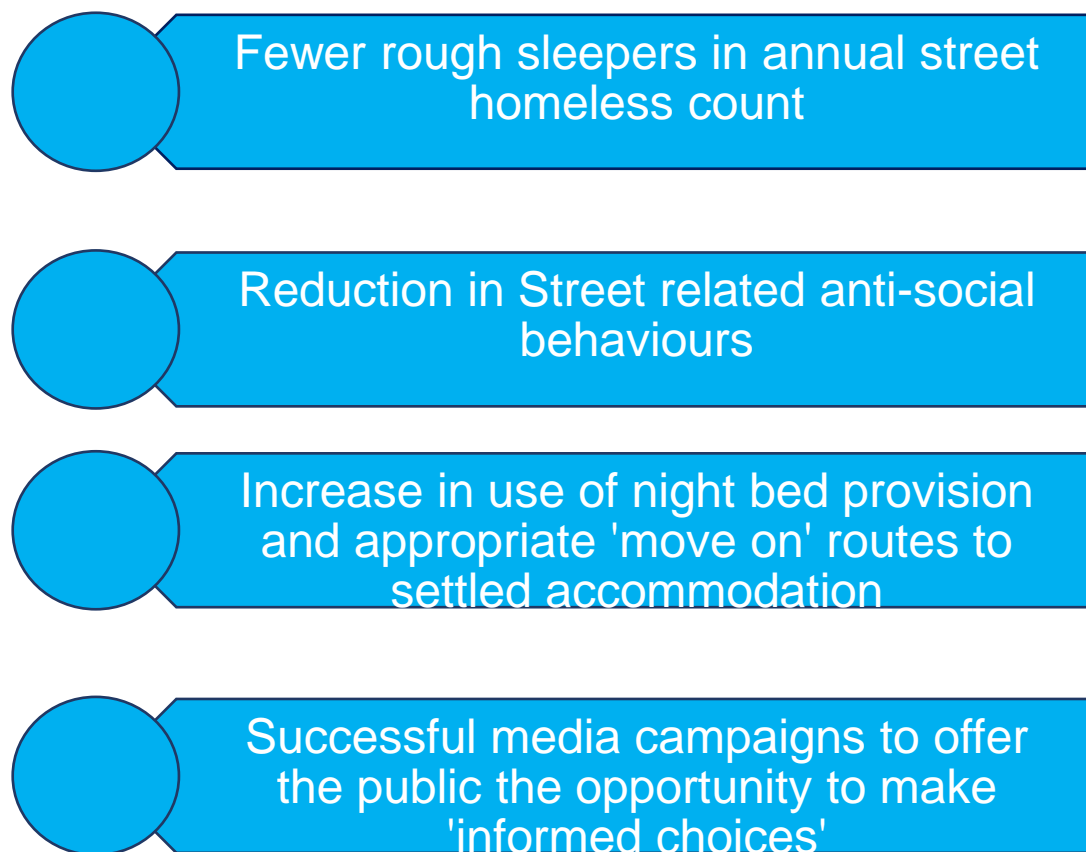 Fewer rough sleepers in annual street
homeless count
Reduction in Street related anti-social
behaviours
Increase in use of night bed provision
and appropriate 'move on' routes to
settled accommodation
Successful media campaigns to offer
the public the opportunity to make
'informed choices'